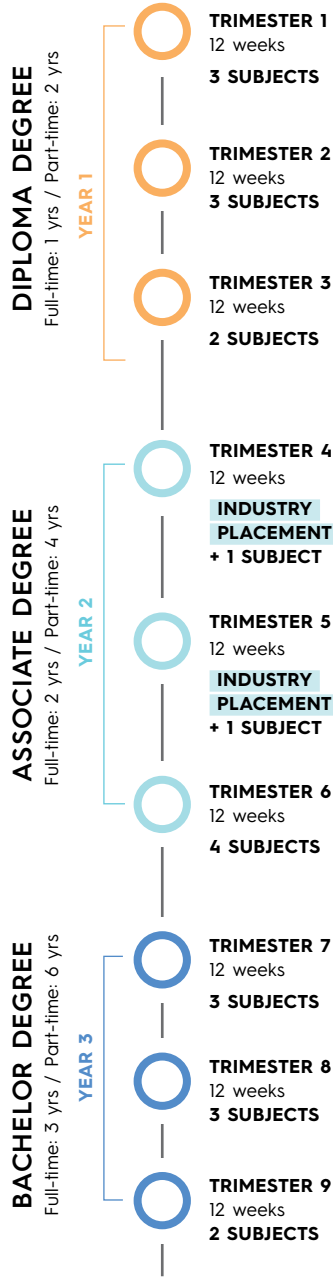 DIPLOMA DEGREE
Full-time: 1 yrs / Part-time: 2 yrs
YEAR 1
TRIMESTER 1
12 weeks
3 SUBJECTS
TRIMESTER 2
12 weeks
3 SUBJECTS
TRIMESTER 3
12 weeks
2 SUBJECTS
ASSOCIATE DEGREE
Full-time: 2 yrs / Part-time: 4 yrs
YEAR 2
TRIMESTER 4
12 weeks
INDUSTRY
PLACEMENT
+ 1 SUBJECT
TRIMESTER 5
12 weeks
INDUSTRY
PLACEMENT
+ 1 SUBJECT
TRIMESTER 6
12 weeks
4 SUBJECTS
BACHELOR DEGREE
Full-time: 3 yrs / Part-time: 6 yrs
YEAR 3
TRIMESTER 7
12 weeks
3 SUBJECTS
TRIMESTER 8
12 weeks
3 SUBJECTS
TRIMESTER 9
12 weeks
2 SUBJECTS